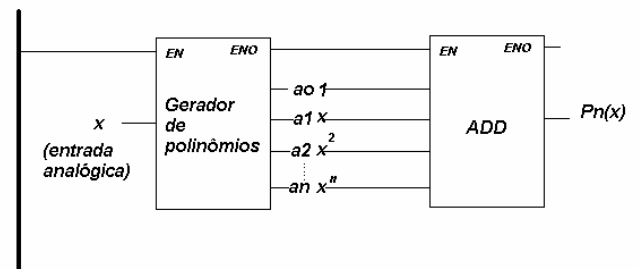 EN ENO
EN ENO
Gerador
de
polinômios
x
(entrada
analógica)
ao 1
a1 x
a2 x²
an xⁿ
ADD
Pn(x)